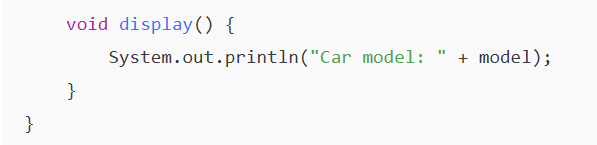 void display() {
System.out.println("Car model: " + model);
}
}